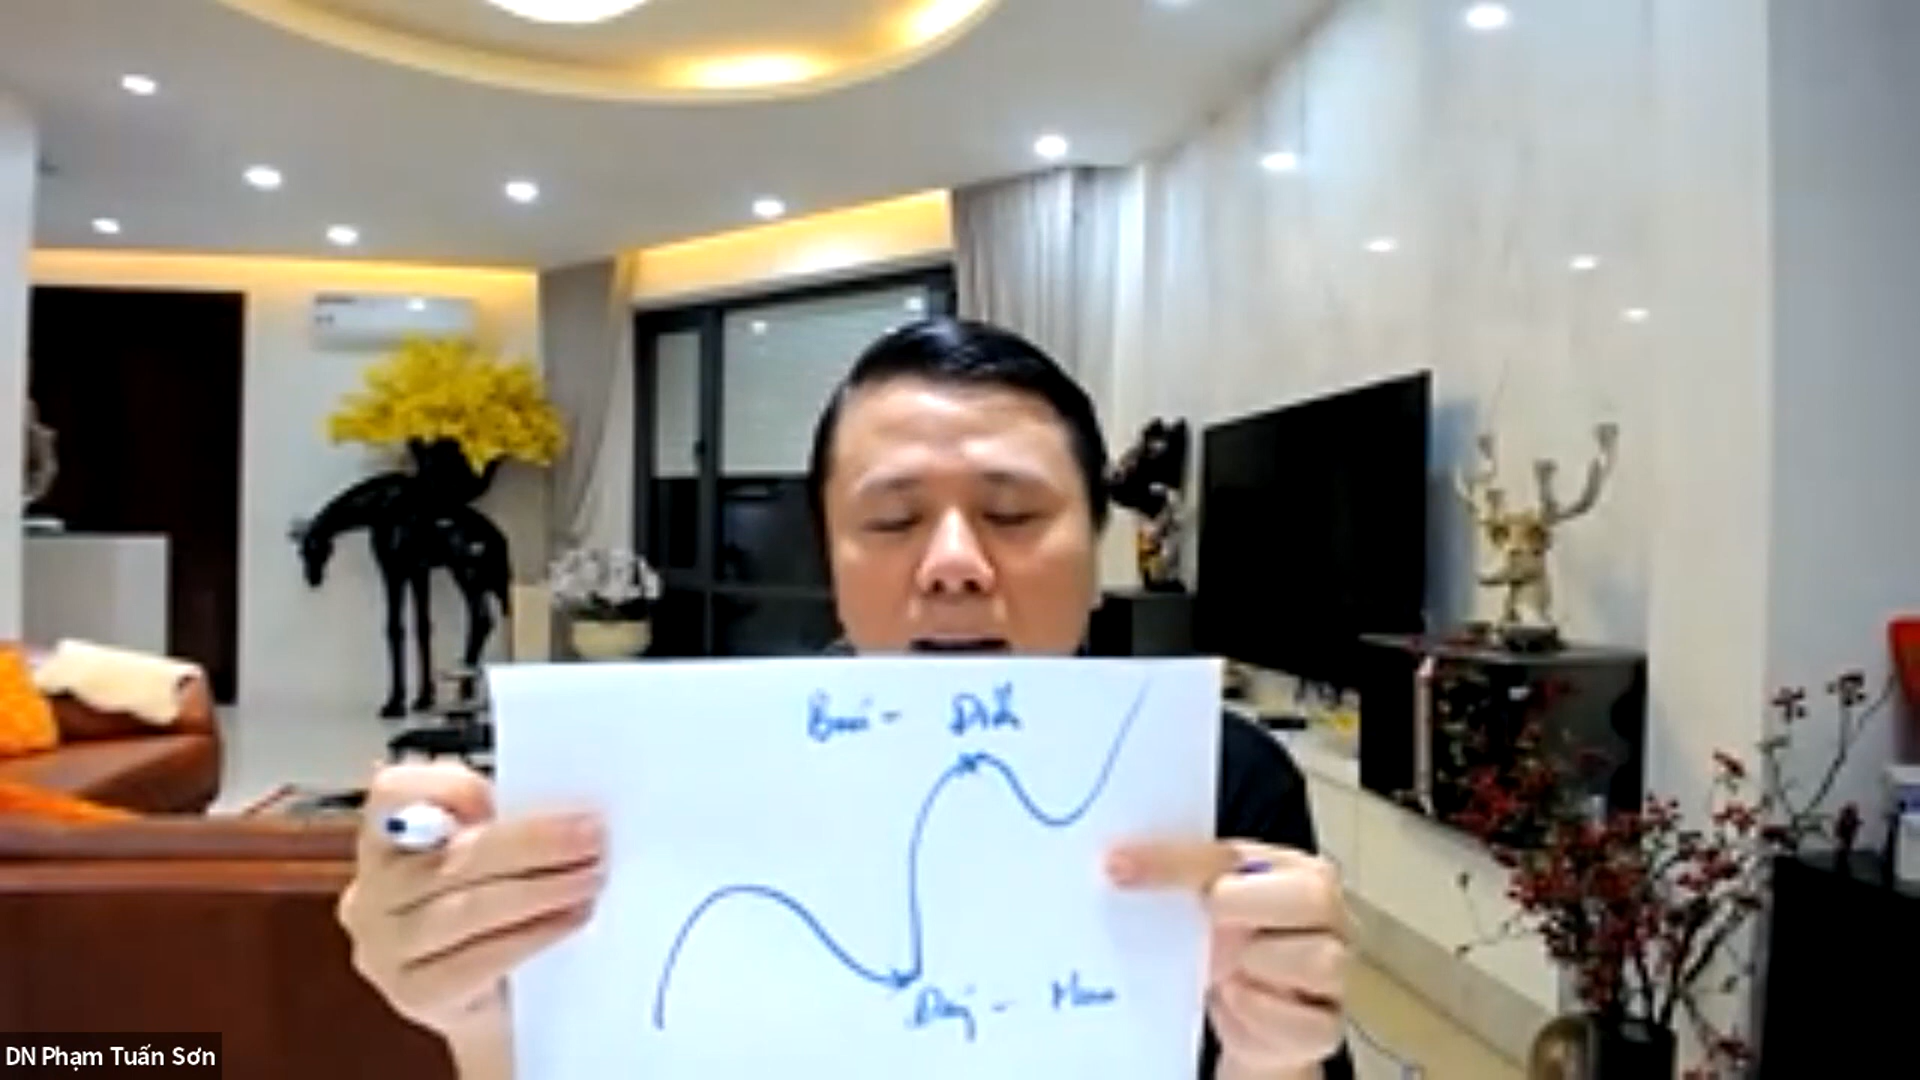 Bán - Đỉnh
Đáy - Mua
DN Phạm Tuấn Sơn